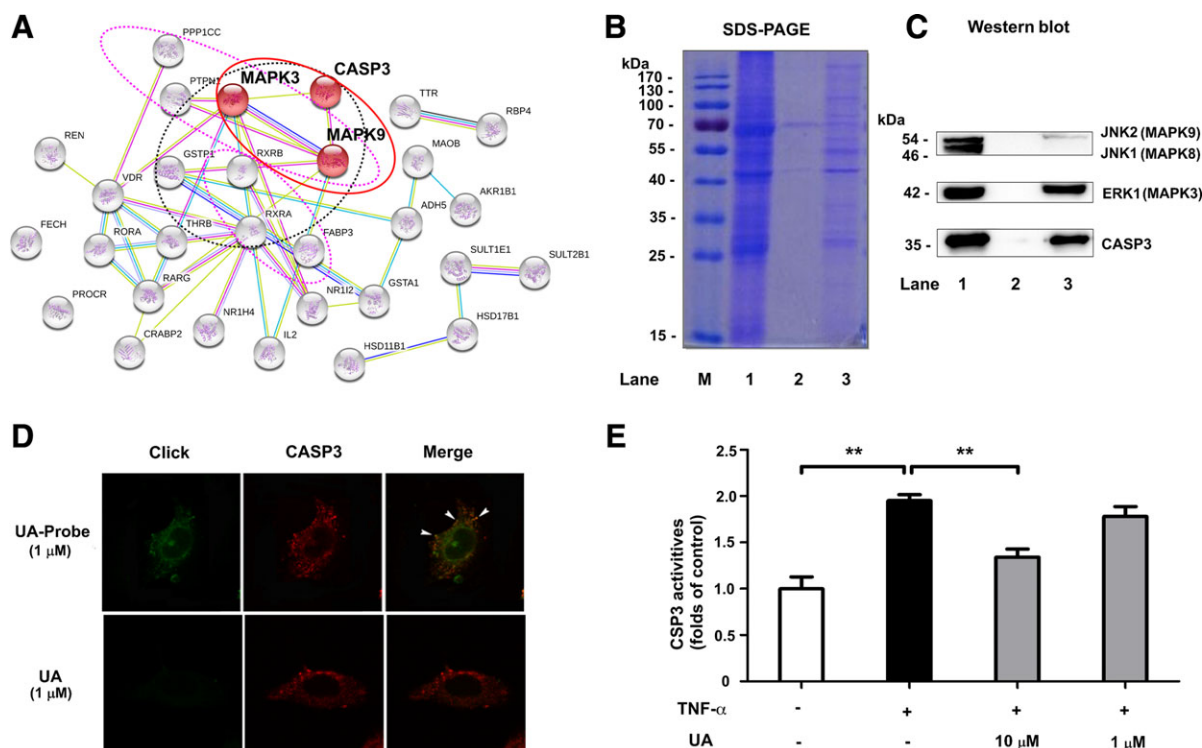 A
PPP1CC
PTPN1
MAPK3
CASP3
MAPK9
TTR
RBP4
REN
GSTP1
RXRB
MAOB
VDR
AKR1B1
ADH5
FECH
RORA
THRB
RXRA
FABP3
SULT1E1
SULT2B1
RARG
PROCR
NR1I2
GSTA1
CRABP2
NR1H4
IL2
HSD17B1
HSD11B1
B
SDS-PAGE
kDa
170 -
130 -
100 -
70 -
55 -
40 -
35 -
25 -
15 -
Lane M 1 2 3
C
Western blot
kDa
54 -
46 -
JNK2 (MAPK9)
JNK1 (MAPK8)
42 -
ERK1(MAPK3)
35 -
CASP3
Lane 1 2 3
D
Click CASP3 Merge
UA-Probe
(1 μM)
UA
(1 μM)
E
CSP3 activitives
(folds of control)
2.5
2.0
1.5
1.0
0.5
0
** **
TNF-α - + + +
UA - - 10 μM 1 μM